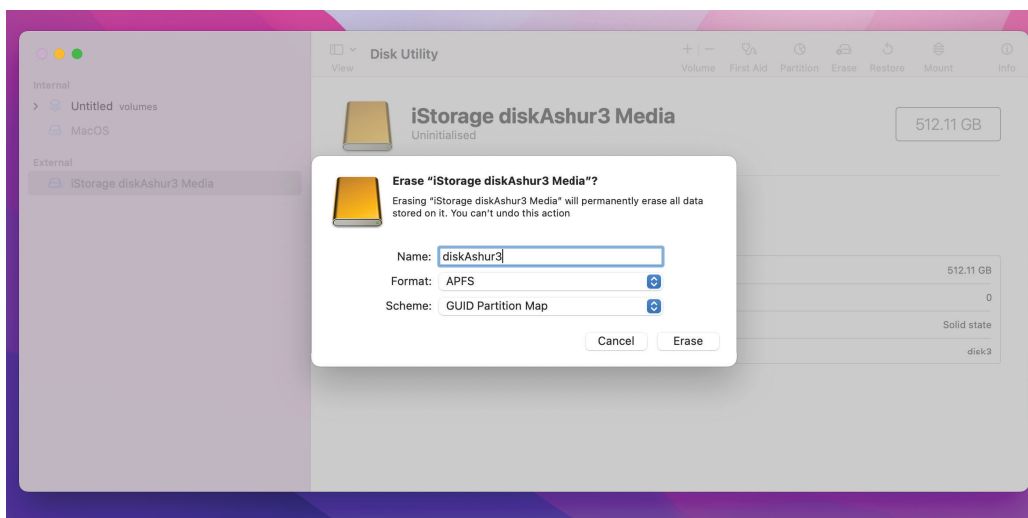 Disk Utility
View
Volume First Aid Partition Erase Restore Mount Info
Internal
Untitled volumes
MacOS
External
iStorage diskAshur3 Media
iStorage diskAshur3 Media
Uninitialised
512.11 GB
Erase “iStorage diskAshur3 Media”?
Erasing “iStorage diskAshur3 Media” will permanently erase all data
stored on it. You can’t undo this action
Name: diskAshur3
Format: APFS
Scheme: GUID Partition Map
Cancel Erase
512.11 GB
0
Solid state
disk3